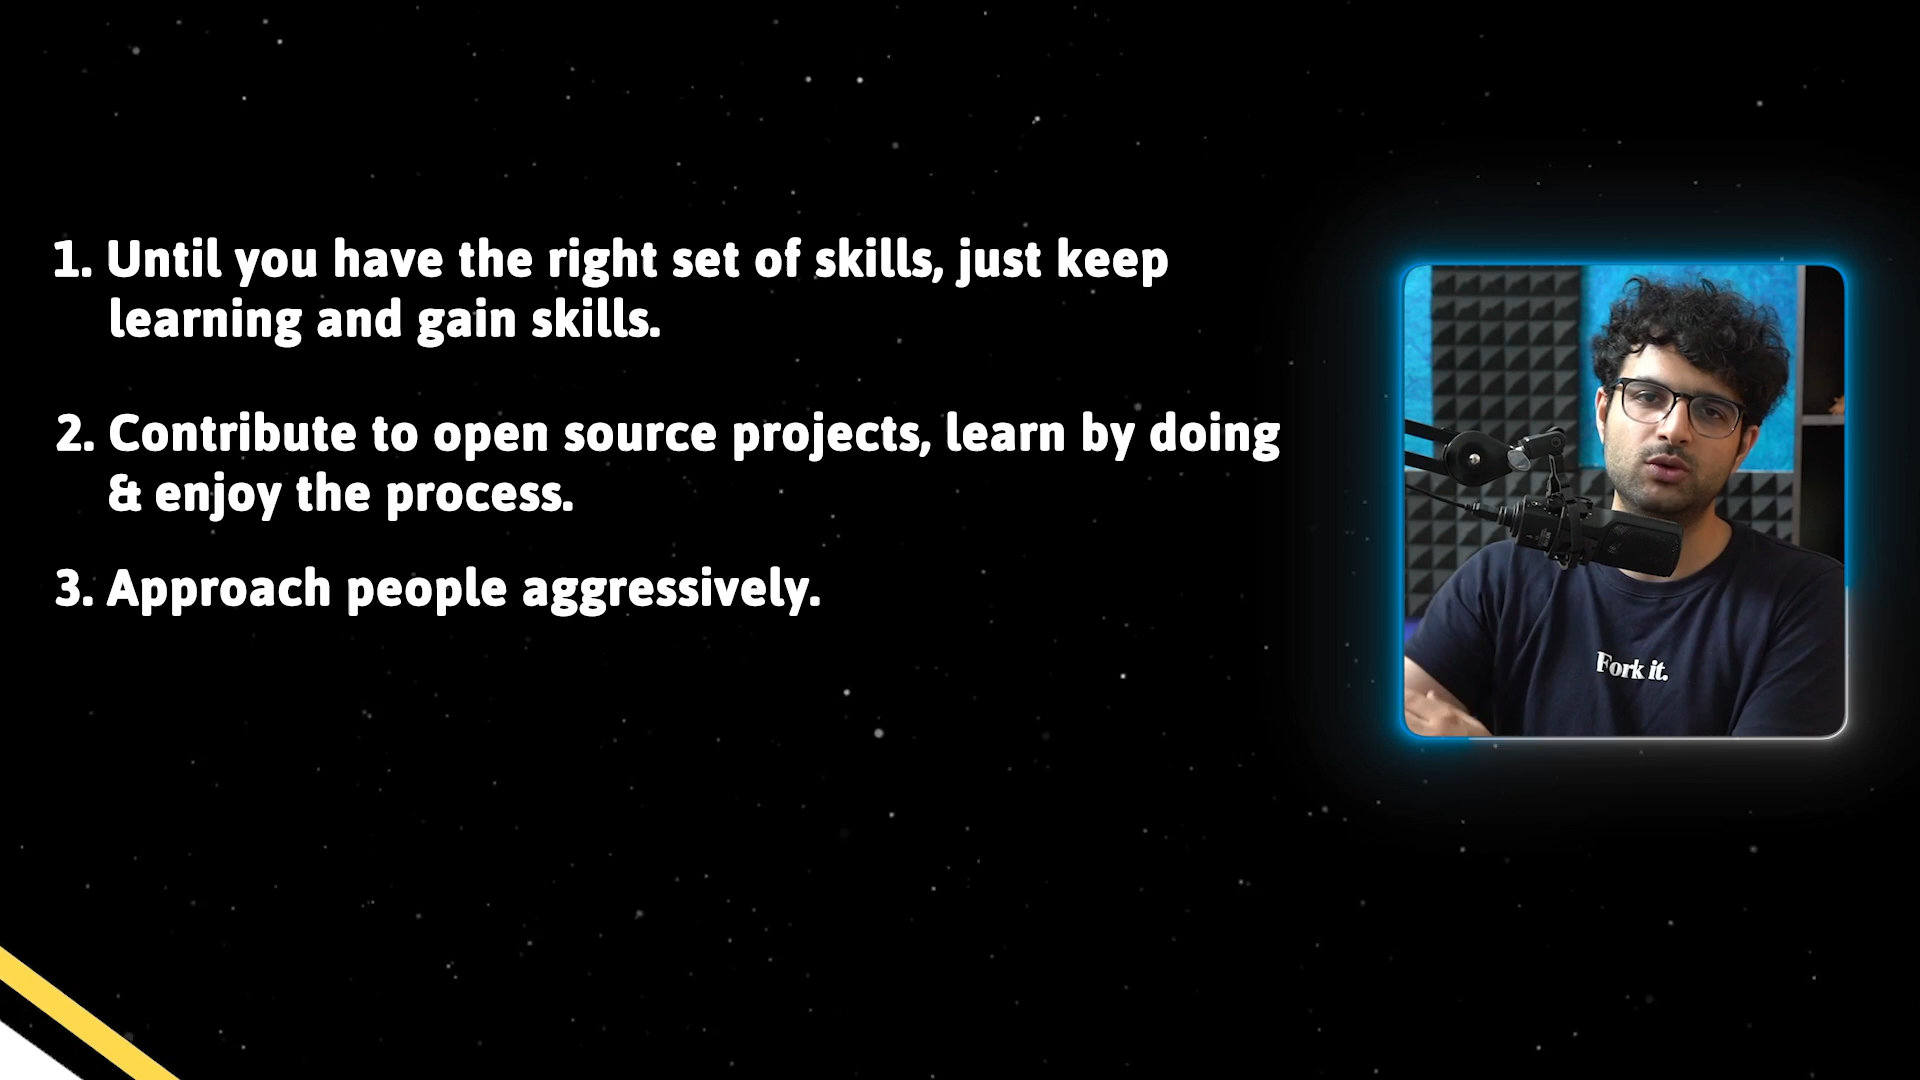 1. Until you have the right set of skills, just keep
learning and gain skills.
2. Contribute to open source projects, learn by doing
& enjoy the process.
3. Approach people aggressively.
Fork it.